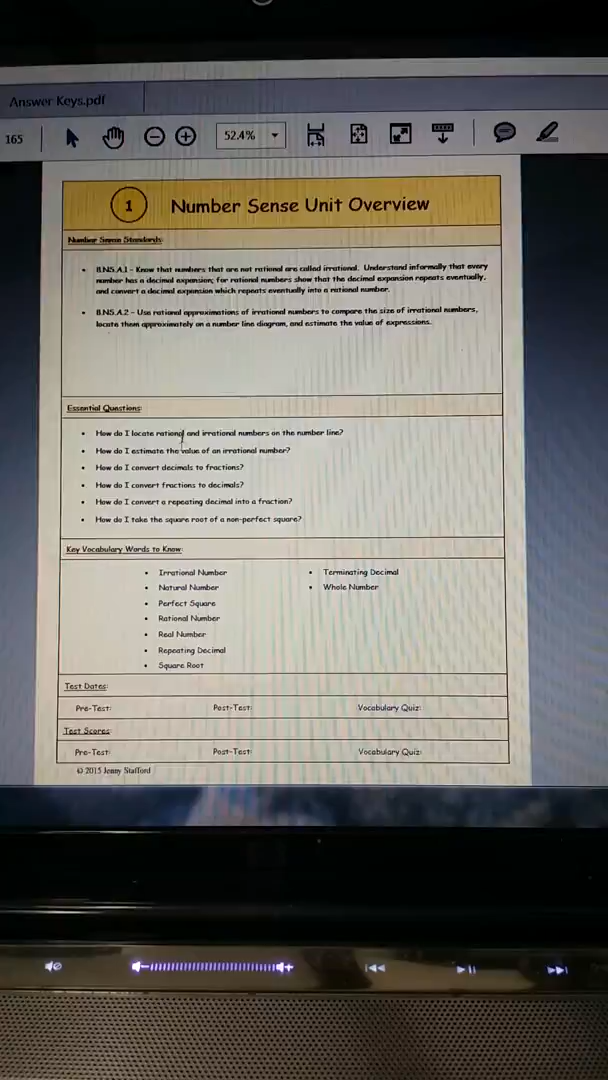 Answer Keys.pdf
165
52.4%
1 Number Sense Unit Overview
Number Sense Standards:
• 8.NS.A.1 – Know that numbers that are not rational are called irrational. Understand informally that every
number has a decimal expansion; for rational numbers show that the decimal expansion repeats eventually,
and convert a decimal expansion which repeats eventually into a rational number.
• 8.NS.A.2 – Use rational approximations of irrational numbers to compare the size of irrational numbers,
locate them approximately on a number line diagram, and estimate the value of expressions.
Essential Questions:
• How do I locate rational and irrational numbers on the number line?
• How do I estimate the value of an irrational number?
• How do I convert decimals to fractions?
• How do I convert fractions to decimals?
• How do I convert a repeating decimal into a fraction?
• How do I take the square root of a non-perfect square?
Key Vocabulary Words to Know:
• Irrational Number
• Natural Number
• Perfect Square
• Rational Number
• Real Number
• Repeating Decimal
• Square Root
• Terminating Decimal
• Whole Number
Test Dates:
Pre-Test: Post-Test: Vocabulary Quiz:
Test Scores:
Pre-Test: Post-Test: Vocabulary Quiz:
© 2015 Jenny Stafford